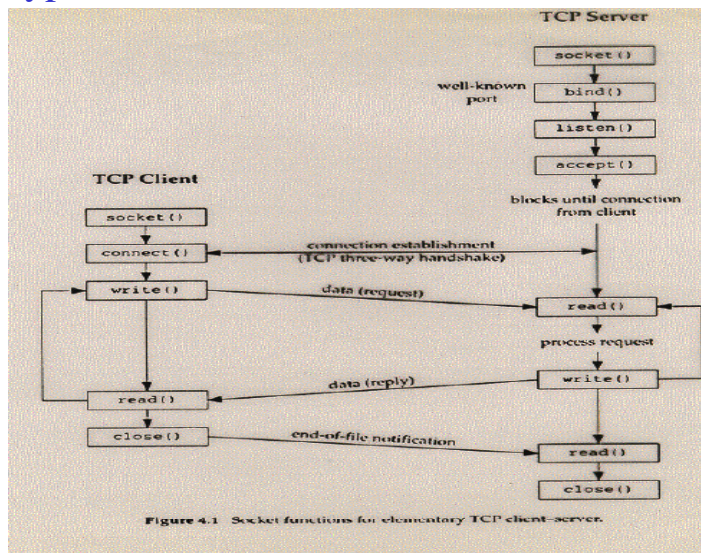 TCP Server
socket()
well-known
port
bind()
listen()
accept()
blocks until connection
from client
TCP Client
socket()
connect()
connection establishment
(TCP three-way handshake)
write()
data (request)
read()
process request
write()
data (reply)
read()
close()
end-of-file notification
read()
close()
Figure 4.1 Socket functions for elementary TCP client-server.